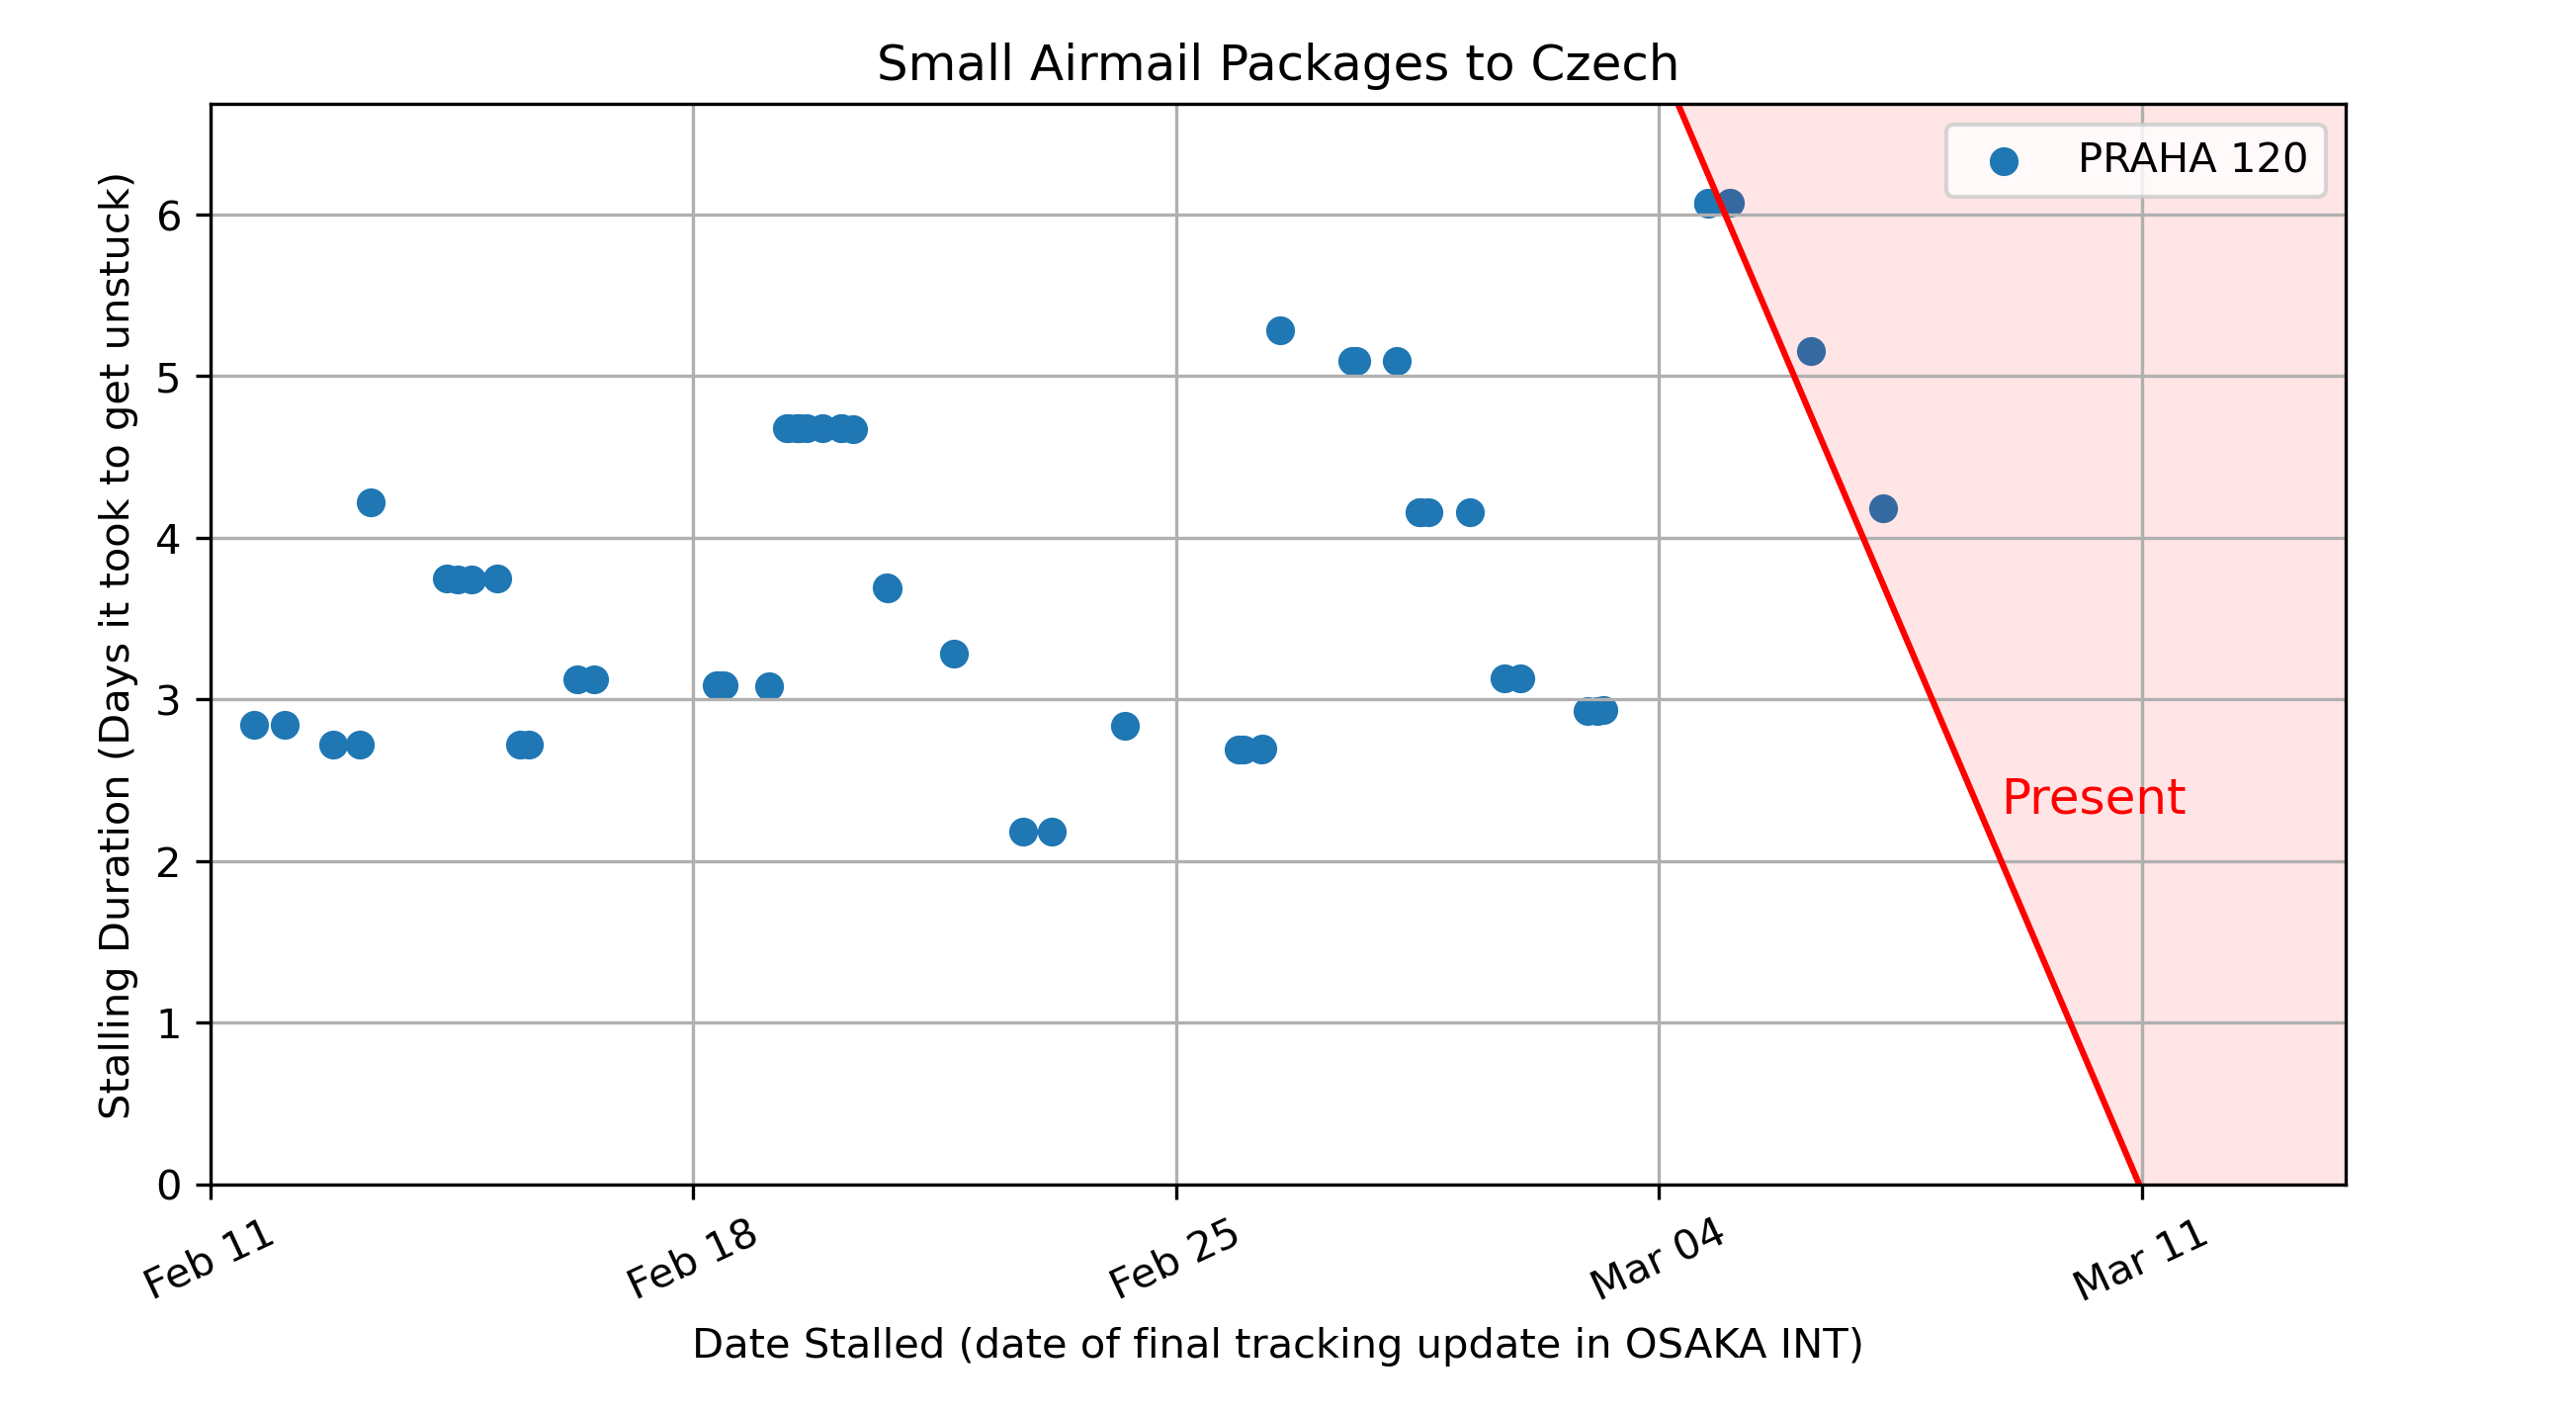 Small Airmail Packages to Czech
PRAHA 120
Stalling Duration (Days it took to get unstuck)
6
5
4
3
2
1
0
Present
Feb 11
Feb 18
Feb 25
Mar 04
Mar 11
Date Stalled (date of final tracking update in OSAKA INT)